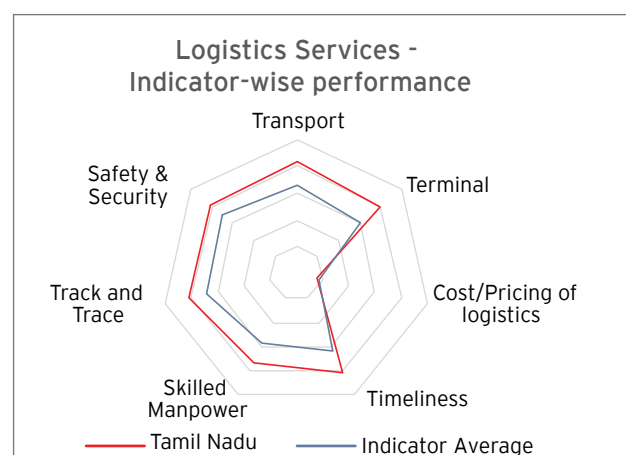 Logistics Services -
Indicator-wise performance
Transport
Safety &
Security
Terminal
Track and
Trace
Cost/Pricing of
logistics
Skilled
Manpower
Timeliness
Tamil Nadu
Indicator Average